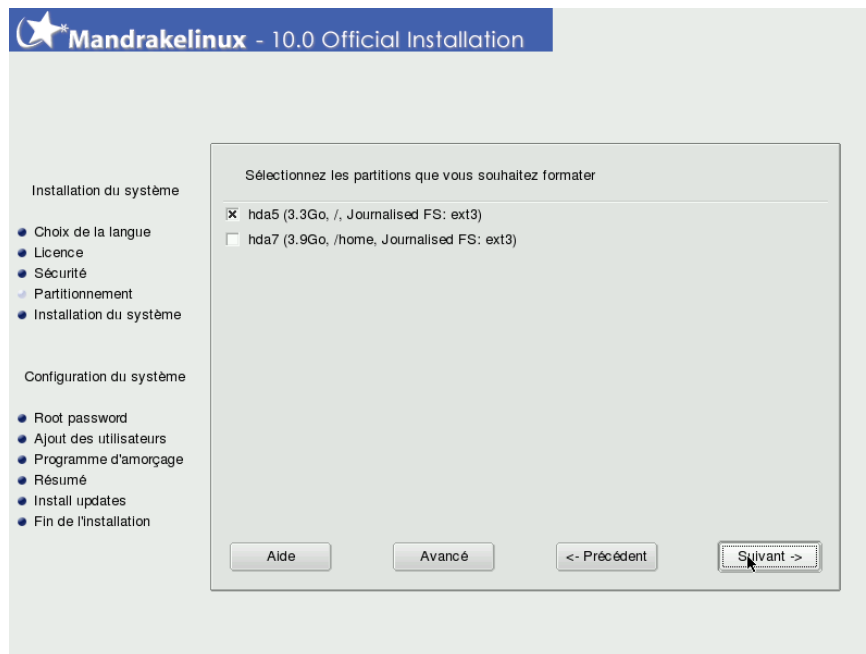 Mandrakelinux - 10.0 Official Installation
Installation du système
Choix de la langue
Licence
Sécurité
Partitionnement
Installation du système
Configuration du système
Root password
Ajout des utilisateurs
Programme d'amorçage
Résumé
Install updates
Fin de l'installation
Sélectionnez les partitions que vous souhaitez formater
hda5 (3.3Go, /, Journalised FS: ext3)
hda7 (3.9Go, /home, Journalised FS: ext3)
Aide
Avancé
<- Précédent
Suivant ->